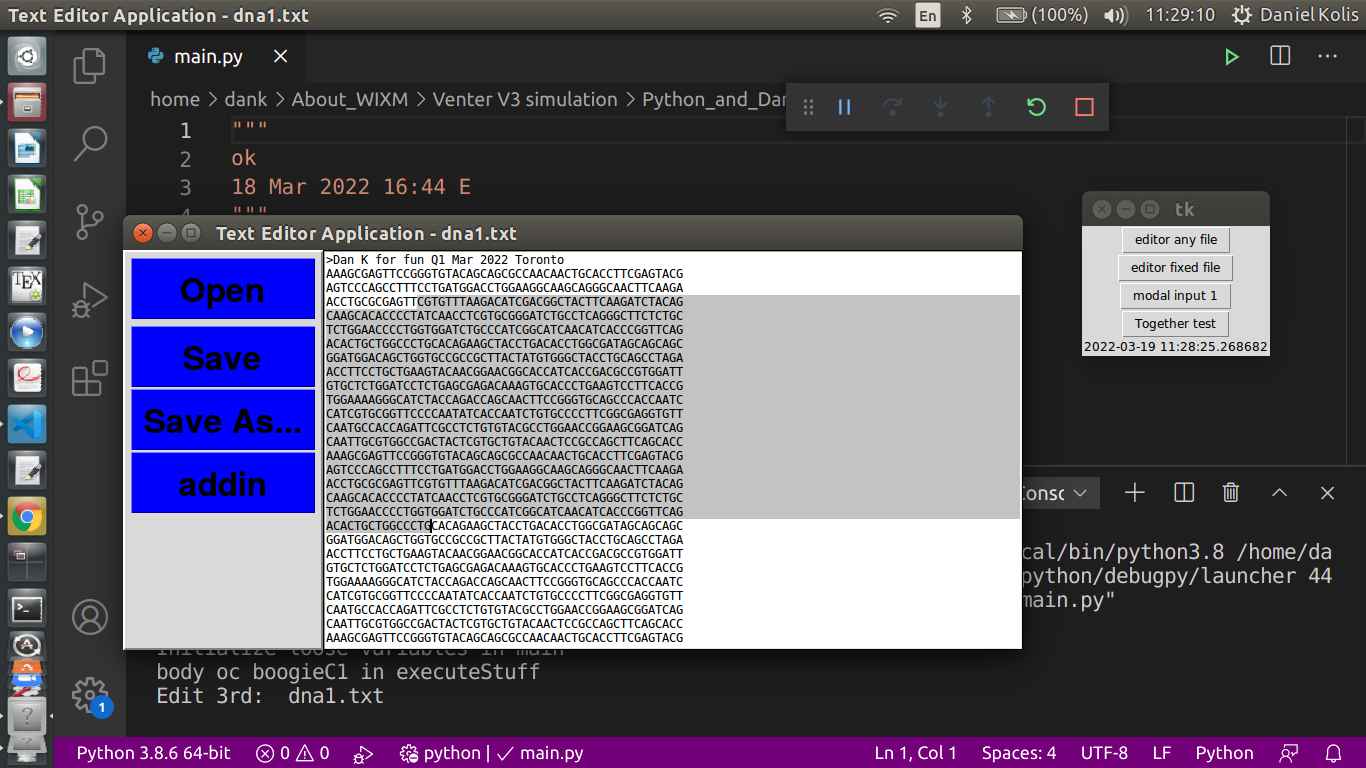 Text Editor Application - dna1.txt
En
(100%)
11:29:10
Daniel Kolis
main.py
home > dank > About_WIXM > Venter V3 simulation > Python_and_Dan
1 """
2 ok
3 18 Mar 2022 16:44 E
4 """
tk
editor any file
editor fixed file
modal input 1
Together test
2022-03-19 11:28:25.268682
Text Editor Application - dna1.txt
Open
Save
Save As...
addin
>Dan K for fun Q1 Mar 2022 Toronto
AAAGCGAGTTCCGGGTGTACAGCAGCGCCAACAACTGCACCTTCGAGTACG
AGTCCCAGCCTTTCCTGATGGACCTGGAAGGCAAGCAGGGCAACTTCAAGA
ACCTGCGCGAGTTCGTGTTTAAGACATCGACGGCTACTTCAAGATCTACAG
CAAGCACACCCCTATCAACCTCGTGCGGGATCTGCCTCAGGGCTTCTCTGC
TCTGGAACCCCTGGTGGATCTGCCCATCGGCATCAACATCACCCGGTTCAG
ACACTGCTGGCCCTGCACAGAAGCTACCTGACACCTGGCGATAGCAGCAGC
GGATGGACAGCTGGTGCCGCCGCTTACTATGTGGGCTACCTGCAGCCTAGA
ACCTTCCTGCTGAAGTACAACGGAACGGCACCATCACCGACGCCGTGGATT
GTGCTCTGGATCCTCTGAGCGAGACAAAGTGCACCCTGAAGTCCTTCACCG
TGGAAAAGGGCATCTACCAGACCAGCAACTTCCGGGTGCAGCCCACCAATC
CATCGTGCGGTTCCCCAATATCACCAATCTGTGCCCCTTCGGCGAGGTGTT
CAATGCCACCAGATTCGCCTCTGTGTACGCCTGGAACCGGAAGCGGATCAG
CAATTGCGTGGCCGACTACTCGTGCTGTACAACTCCGCCAGCTTCAGCACC
AAAGCGAGTTCCGGGTGTACAGCAGCGCCAACAACTGCACCTTCGAGTACG
AGTCCCAGCCTTTCCTGATGGACCTGGAAGGCAAGCAGGGCAACTTCAAGA
ACCTGCGCGAGTTCGTGTTTAAGACATCGACGGCTACTTCAAGATCTACAG
CAAGCACACCCCTATCAACCTCGTGCGGGATCTGCCTCAGGGCTTCTCTGC
TCTGGAACCCCTGGTGGATCTGCCCATCGGCATCAACATCACCCGGTTCAG
ACACTGCTGGCCCTGCACAGAAGCTACCTGACACCTGGCGATAGCAGCAGC
GGATGGACAGCTGGTGCCGCCGCTTACTATGTGGGCTACCTGCAGCCTAGA
ACCTTCCTGCTGAAGTACAACGGAACGGCACCATCACCGACGCCGTGGATT
GTGCTCTGGATCCTCTGAGCGAGACAAAGTGCACCCTGAAGTCCTTCACCG
TGGAAAAGGGCATCTACCAGACCAGCAACTTCCGGGTGCAGCCCACCAATC
CATCGTGCGGTTCCCCAATATCACCAATCTGTGCCCCTTCGGCGAGGTGTT
CAATGCCACCAGATTCGCCTCTGTGTACGCCTGGAACCGGAAGCGGATCAG
CAATTGCGTGGCCGACTACTCGTGCTGTACAACTCCGCCAGCTTCAGCACC
AAAGCGAGTTCCGGGTGTACAGCAGCGCCAACAACTGCACCTTCGAGTACG
Consc
cal/bin/python3.8 /home/da
python/debugpy/launcher 44
main.py"
initialize loose variables in main
body oc boogieC1 in executeStuff
Edit 3rd:  dna1.txt
TEX
1
Python 3.8.6 64-bit
0
0
python | ✓ main.py
Ln 1, Col 1
Spaces: 4
UTF-8
LF
Python